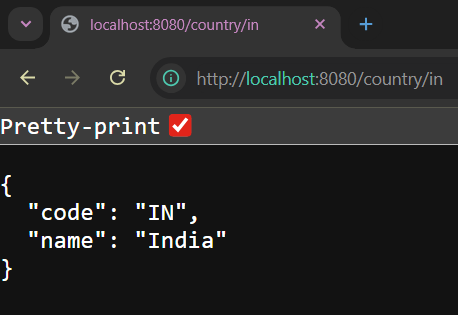 localhost:8080/country/in
http://localhost:8080/country/in
Pretty-print
{
  "code": "IN",
  "name": "India"
}